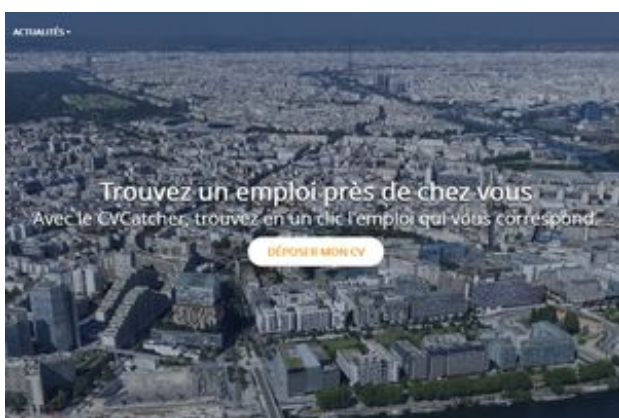 ACTUALITÉS
Trouvez un emploi près de chez vous
Avec le CVCatcher, trouvez en un clic l'emploi qui vous correspond.
DÉPOSER MON CV